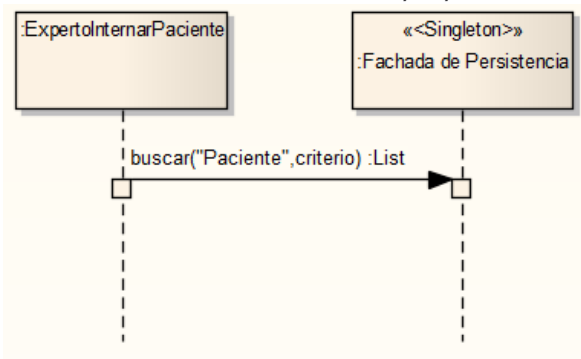 :ExpertoInternarPaciente
«<Singleton>»
:Fachada de Persistencia
buscar("Paciente",criterio) :List